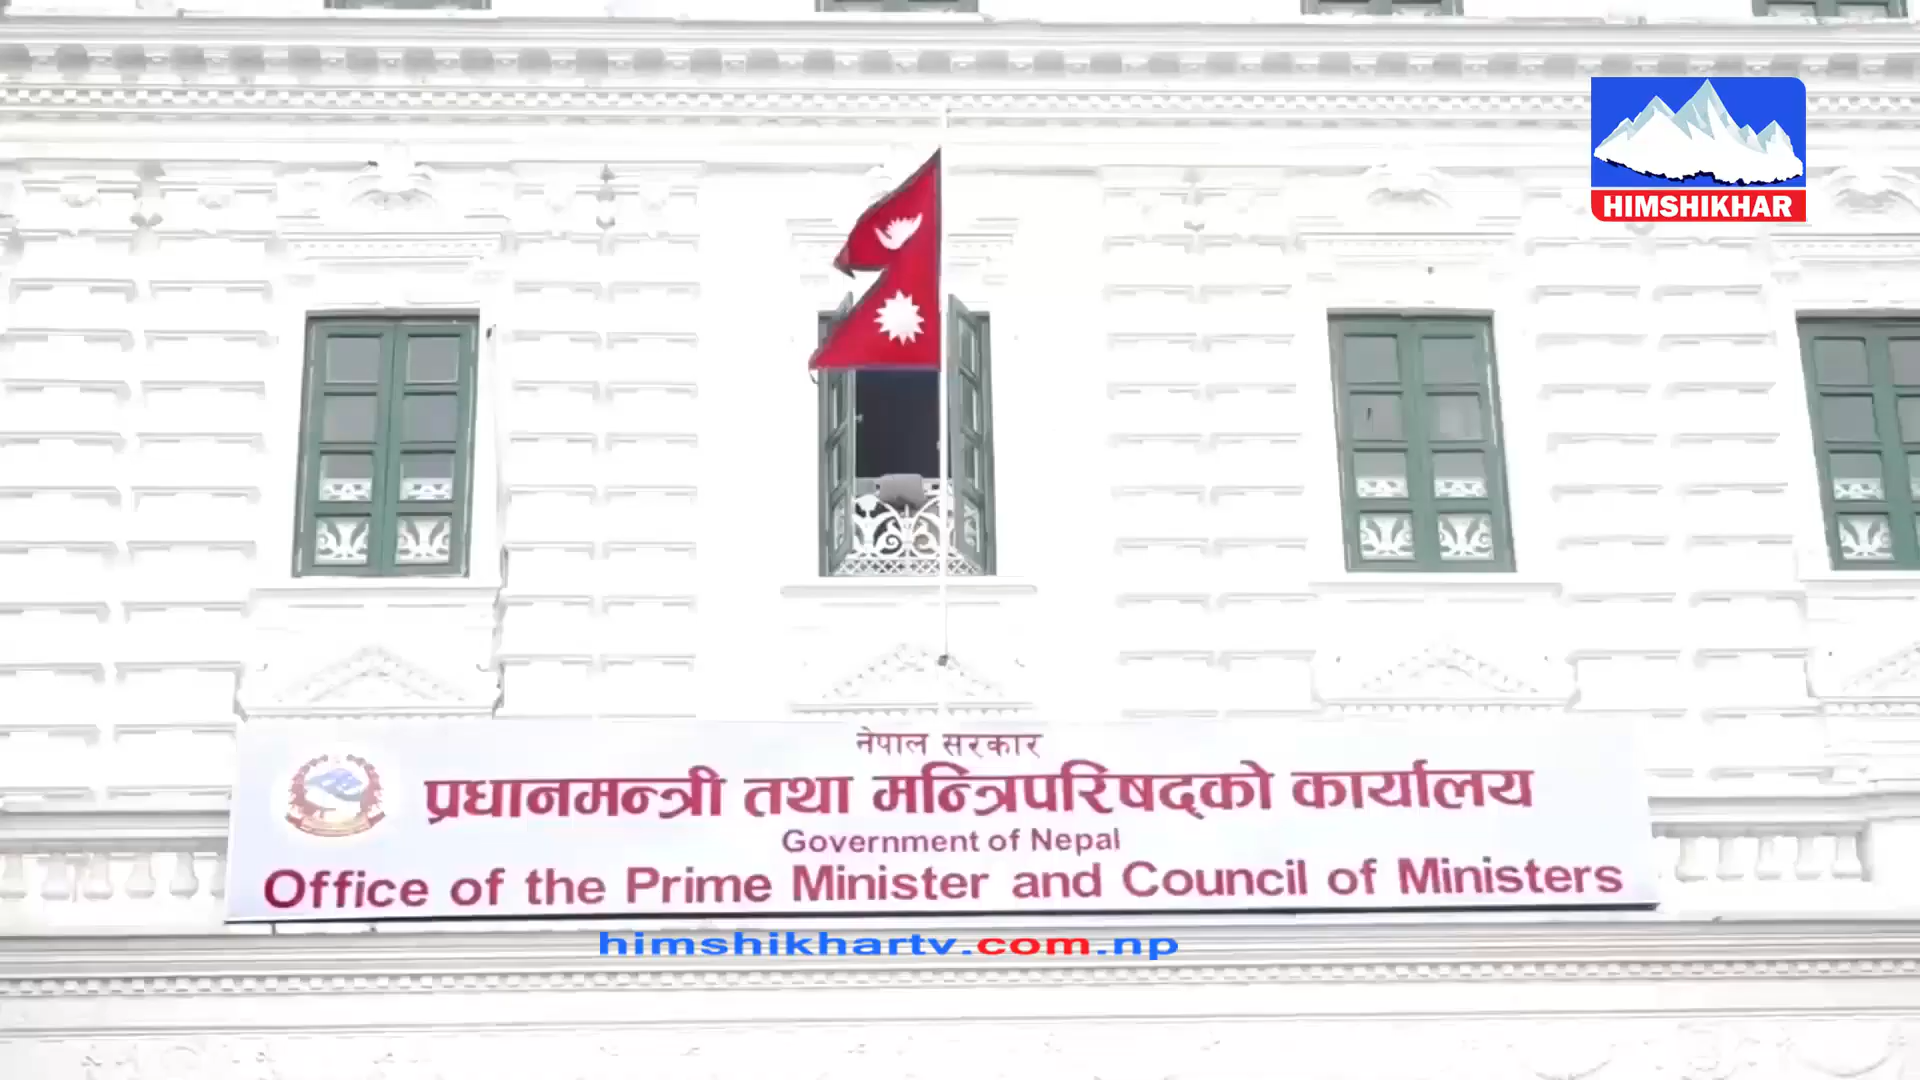 HIMSHIKHAR
नेपाल सरकार
प्रधानमन्त्री तथा मन्त्रिपरिषद्को कार्यालय
Government of Nepal
Office of the Prime Minister and Council of Ministers
himshikhartv.com.np